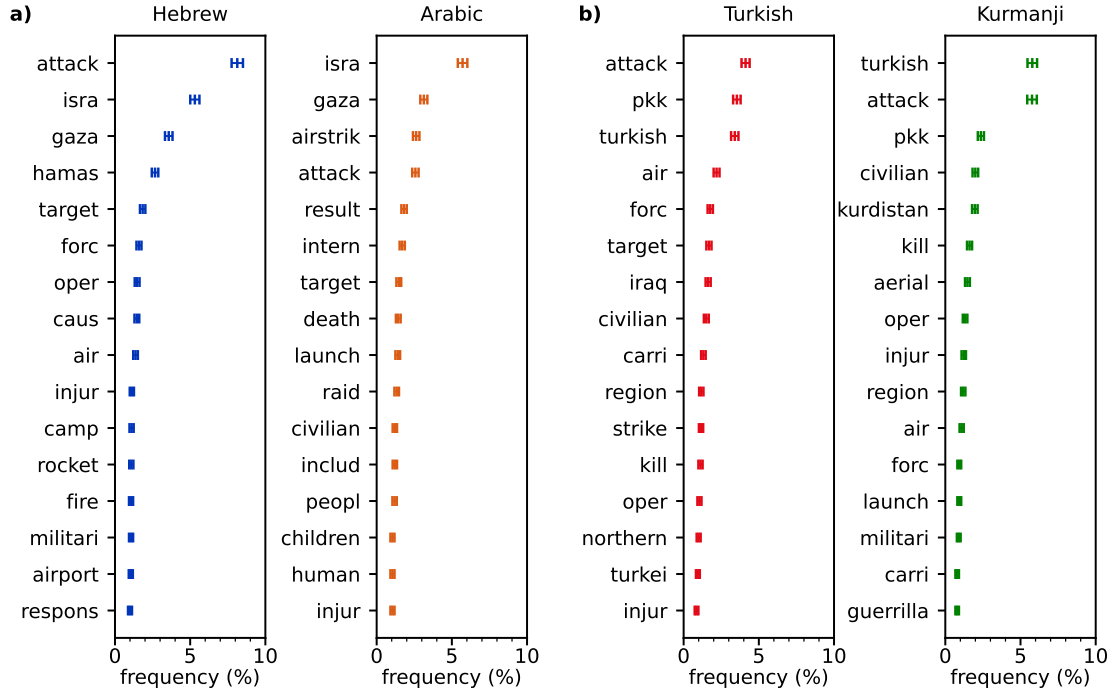 a)
Hebrew
attack
isra
gaza
hamas
target
forc
oper
caus
air
injur
camp
rocket
fire
militari
airport
respons
0 5 10
frequency (%)
Arabic
isra
gaza
airstrik
attack
result
intern
target
death
launch
raid
civilian
includ
peopl
children
human
injur
0 5 10
frequency (%)
b)
Turkish
attack
pkk
turkish
air
forc
target
iraq
civilian
carri
region
strike
kill
oper
northern
turkei
injur
0 5 10
frequency (%)
Kurmanji
turkish
attack
pkk
civilian
kurdistan
kill
aerial
oper
injur
region
air
forc
launch
militari
carri
guerrilla
0 5 10
frequency (%)